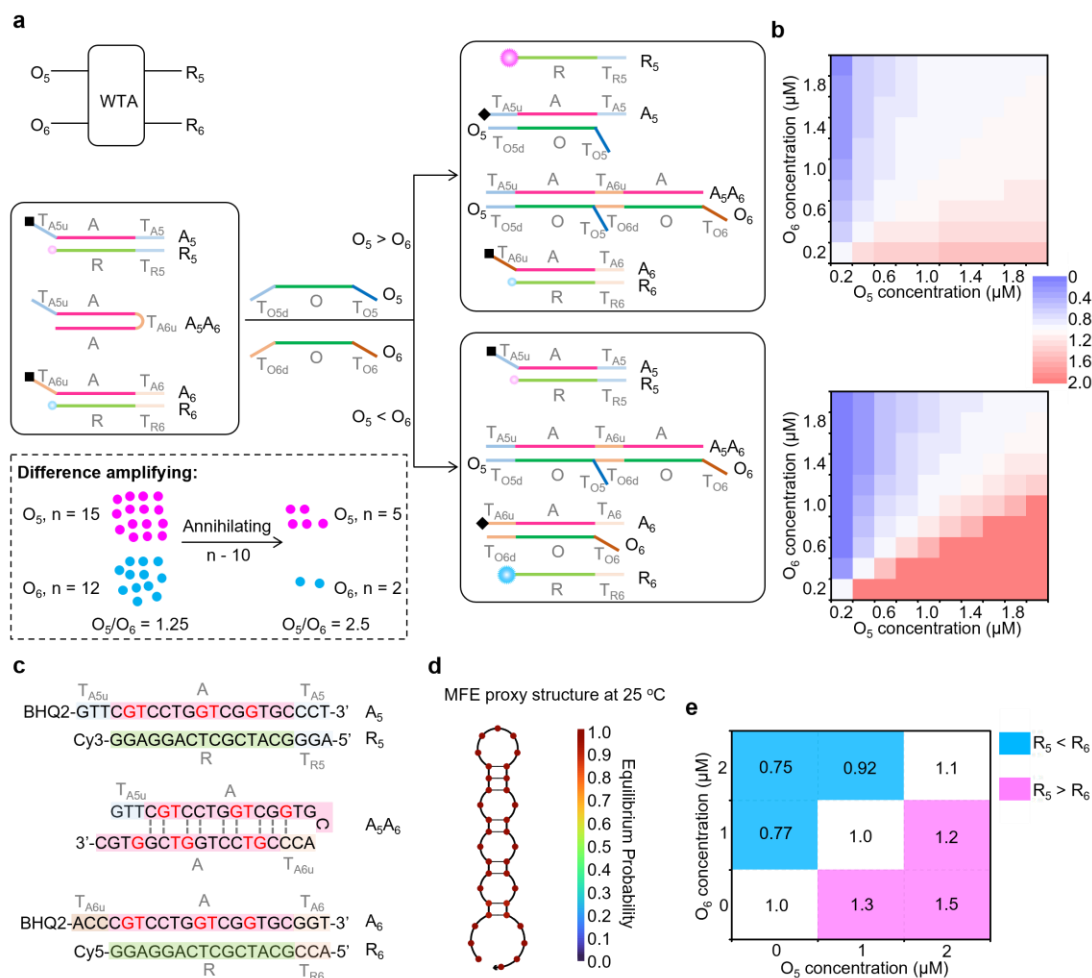 a
O5
O6
WTA
R5
R6
TA5u
A
TA5
A5
R5
R
TR5
TA5u
A
TA6u
A5A6
A
TA6u
A
TA6
A6
R6
R
TR6
O5 > O6
O5
TO5d
O
TO5
O6
TO6d
O
TO6
O5 < O6
R5
R
TR5
TA5u
A
TA5
A5
O5
TO5d
O
TO5
TA5u
A
TA6u
A
A5A6
O5
O6
TO5d
O
TO5
TO6d
O
TO6
TA6u
A
TA6
A6
R6
R
TR6
TA5u
A
TA5
A5
R5
R
TR5
TA5u
A
TA6u
A
A5A6
O5
O6
TO5d
O
TO5
TO6d
O
TO6
TA6u
A
TA6
A6
O6
TO6d
O
TO6
R6
R
TR6
Difference amplifying:
O5, n = 15
Annihilating
n - 10
O5, n = 5
O6, n = 12
O6, n = 2
O5/O6 = 1.25
O5/O6 = 2.5
b
O6 concentration (µM)
1.8
1.4
1.0
0.6
0.2
0.2 0.6 1.0 1.4 1.8
O5 concentration (µM)
0
0.4
0.8
1.2
1.6
2.0
O6 concentration (µM)
1.8
1.4
1.0
0.6
0.2
0.2 0.6 1.0 1.4 1.8
O5 concentration (µM)
c
TA5u
A
TA5
BHQ2-GTTCGTCCTGGTCGGTGCCCT-3’ A5
Cy3-GGAGGACTCGCTACGGGA-5’ R5
R
TR5
TA5u
A
GTTCGTCCTGGTCGGTG
C
A5A6
3’-CGTGGCTGGTCCTGCCCA
A
TA6u
TA6u
A
TA6
BHQ2-ACCCGTCCTGGTCGGTGCGGT-3’ A6
Cy5-GGAGGACTCGCTACGCCA-5’ R6
R
TR6
d
MFE proxy structure at 25 °C
1.0
0.9
0.8
0.7
0.6
0.5
0.4
0.3
0.2
0.1
0.0
Equilibrium Probability
e
O6 concentration (µM)
2
1
0
0.75 0.92 1.1
0.77 1.0 1.2
1.0 1.3 1.5
0 1 2
O5 concentration (µM)
R5 < R6
R5 > R6